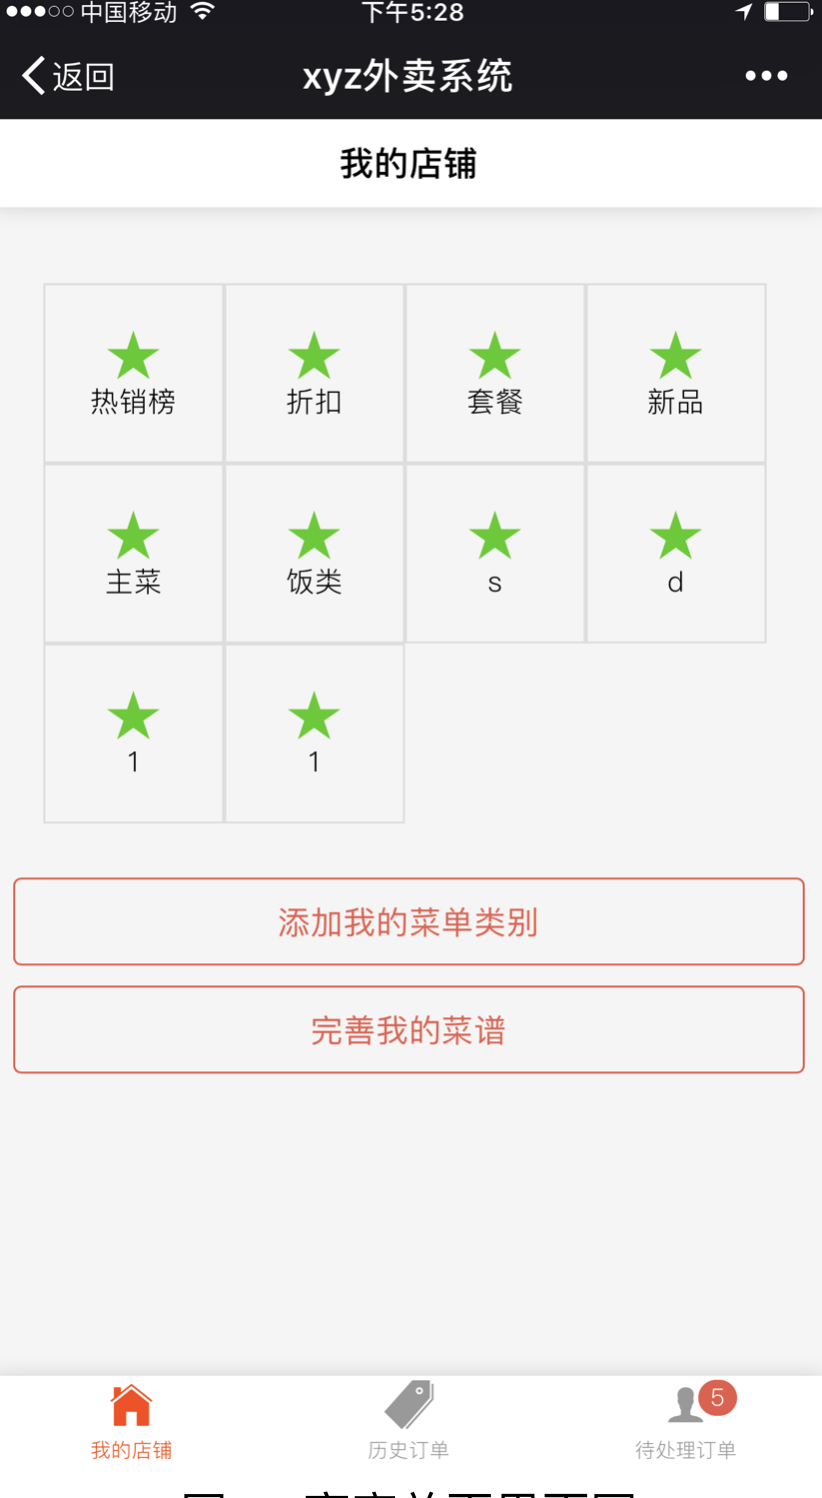 中国移动 下午5:28
返回 xyz外卖系统
我的店铺
热销榜 折扣 套餐 新品
主菜 饭类 s d
1 1
添加我的菜单类别
完善我的菜谱
5
我的店铺 历史订单 待处理订单